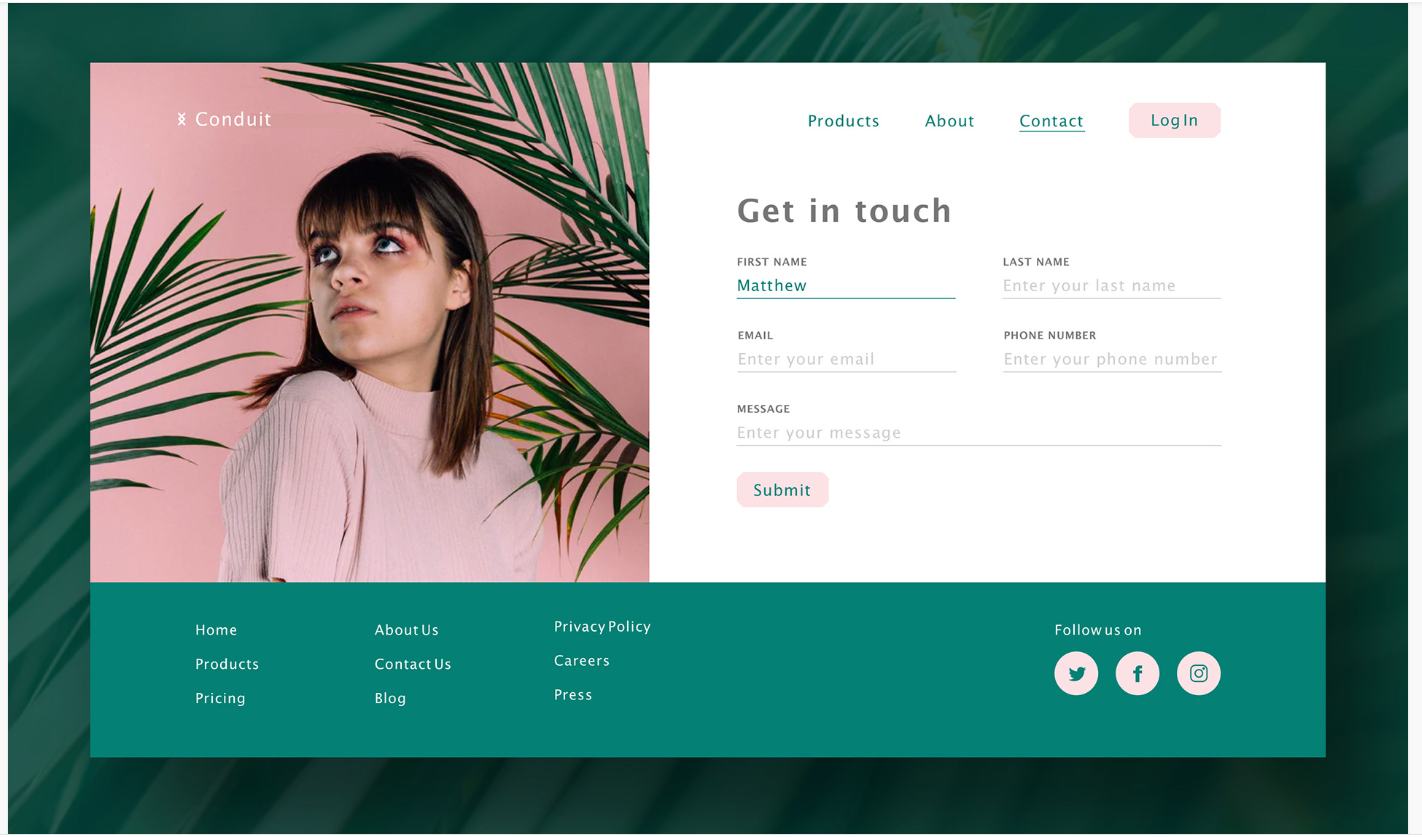 Conduit
Products About Contact Log In
Get in touch
FIRST NAME LAST NAME
Matthew Enter your last name
EMAIL PHONE NUMBER
Enter your email Enter your phone number
MESSAGE
Enter your message
Submit
Home About Us Privacy Policy Follow us on
Products Contact Us Careers
Pricing Blog Press